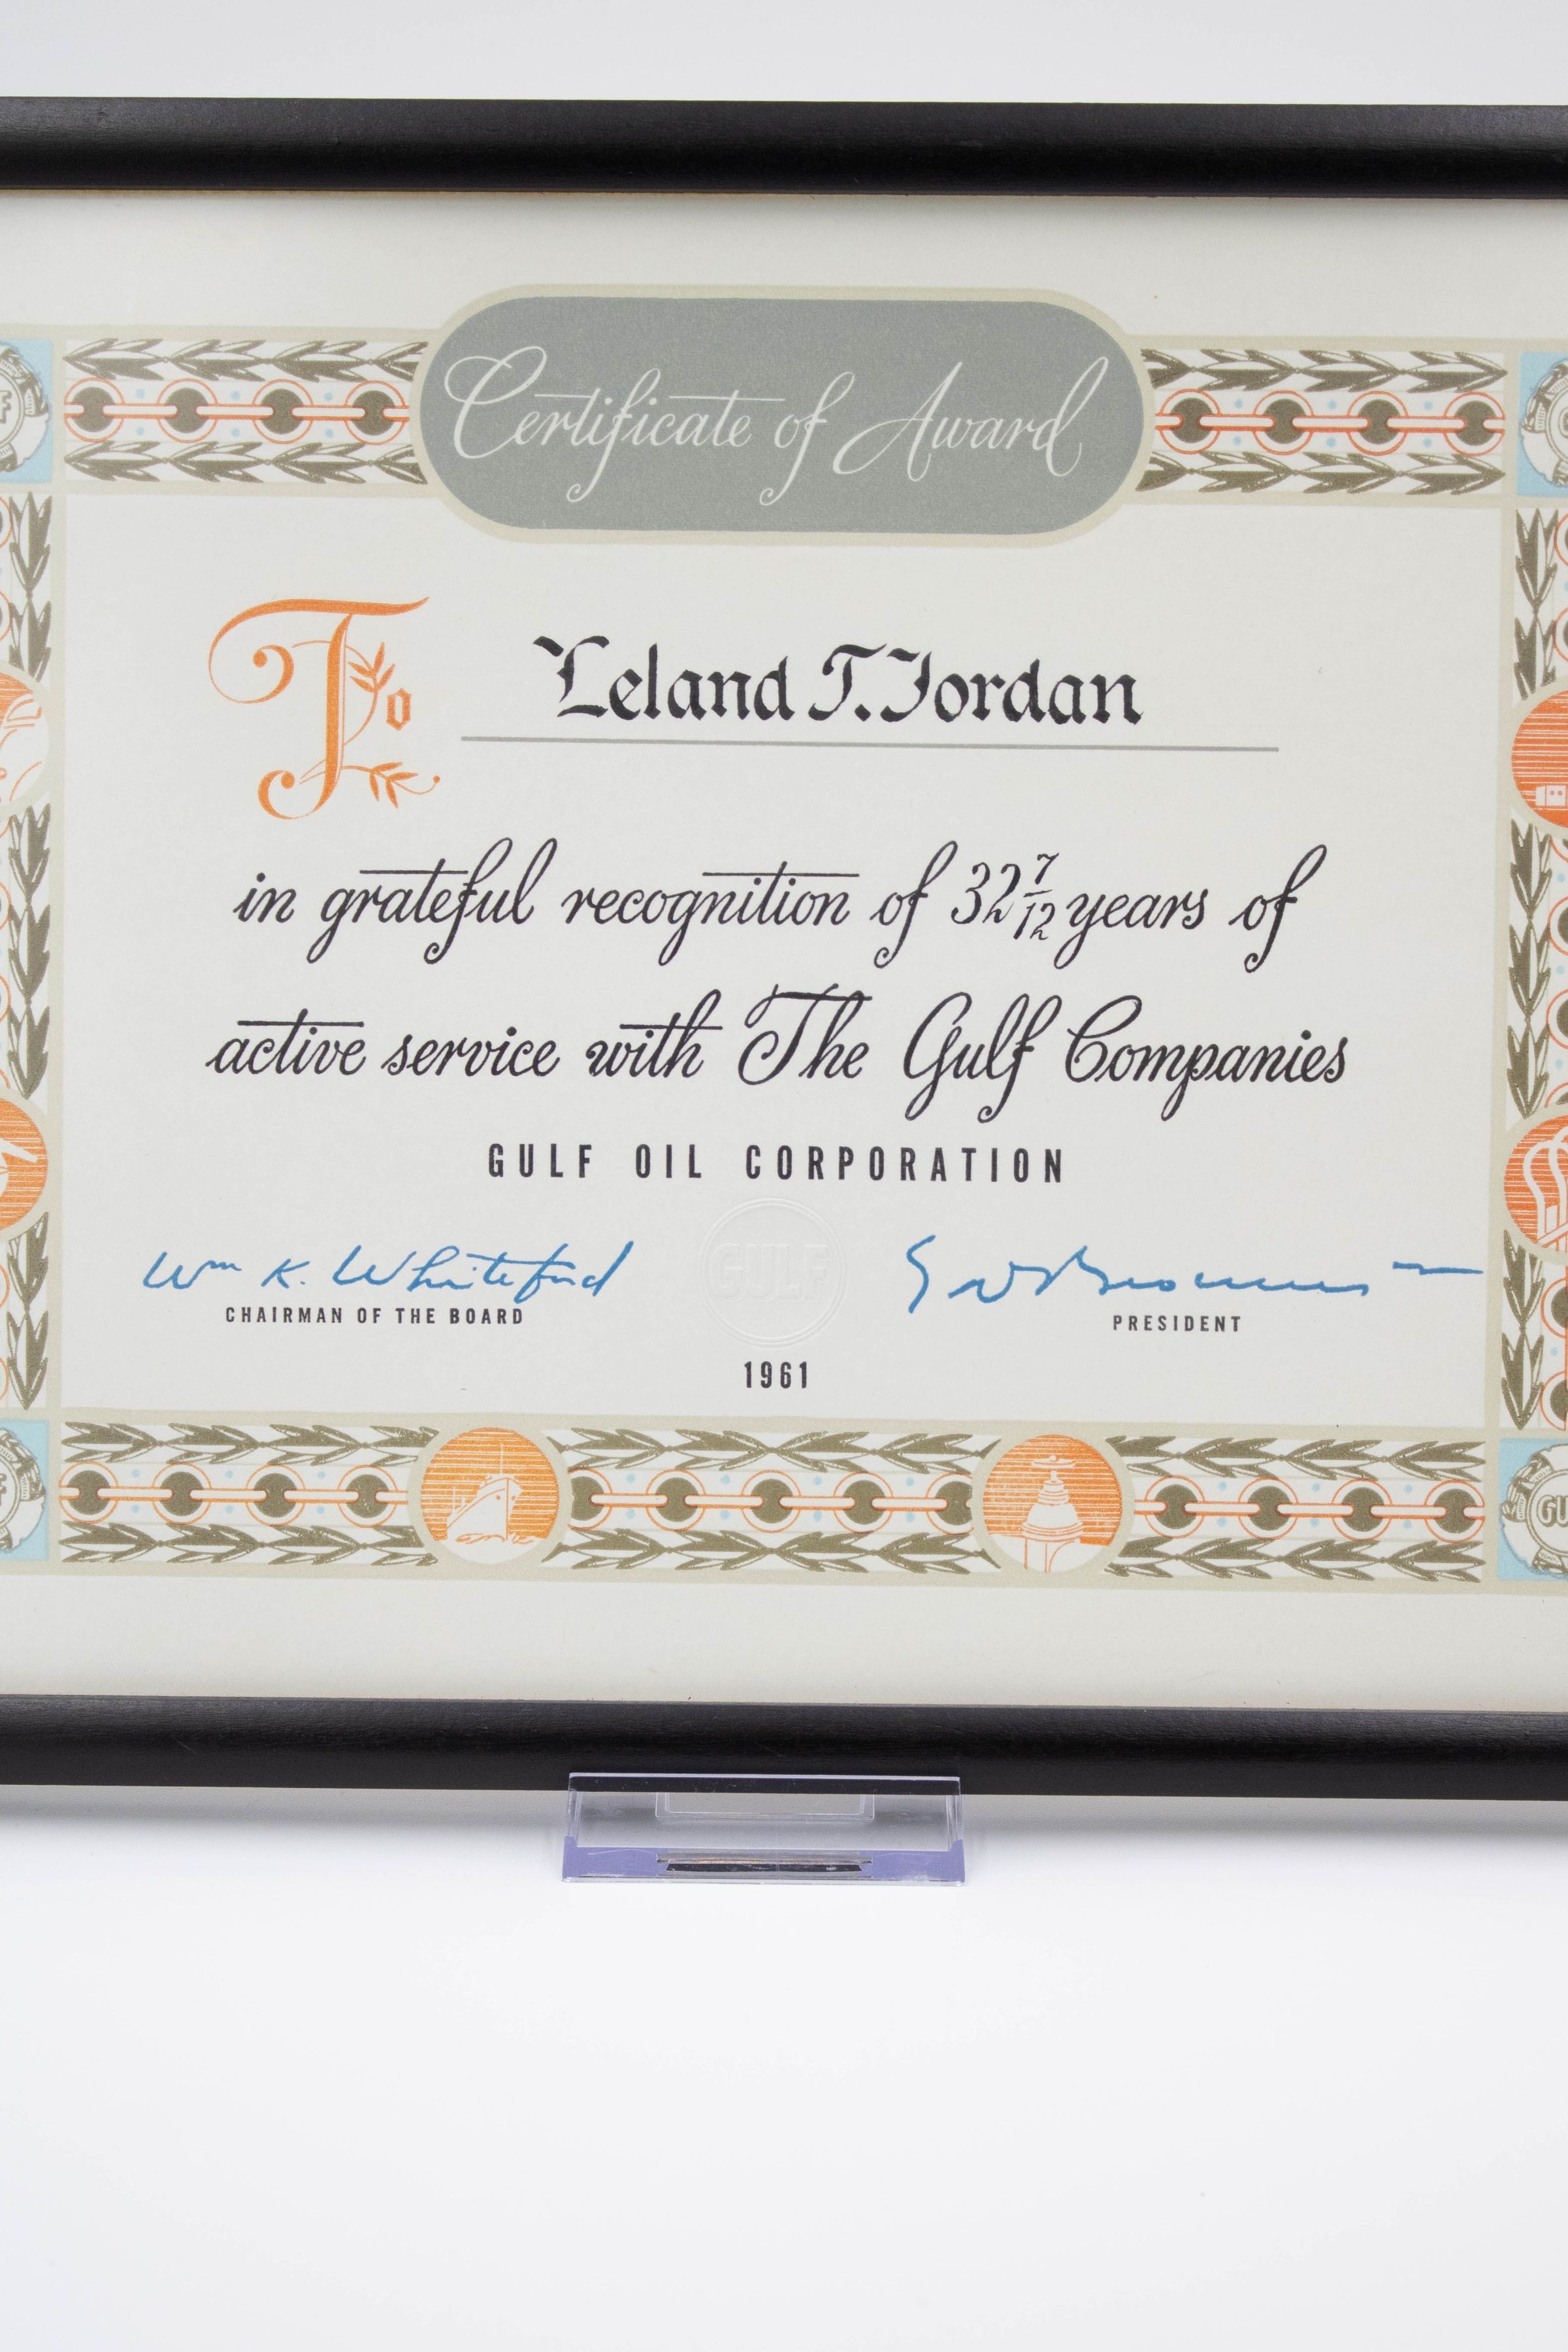 Certificate of Award
To Leland T. Jordan
in grateful recognition of 32 7/12 years of
active service with The Gulf Companies
GULF OIL CORPORATION
Wm K. Whiteford
CHAIRMAN OF THE BOARD
GULF
PRESIDENT
1961